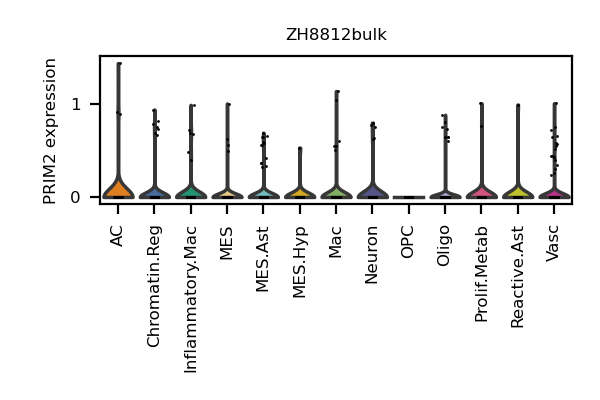 ZH8812bulk
PRIM2 expression
1
0
AC
Chromatin.Reg
Inflammatory.Mac
MES
MES.Ast
MES.Hyp
Mac
Neuron
OPC
Oligo
Prolif.Metab
Reactive.Ast
Vasc